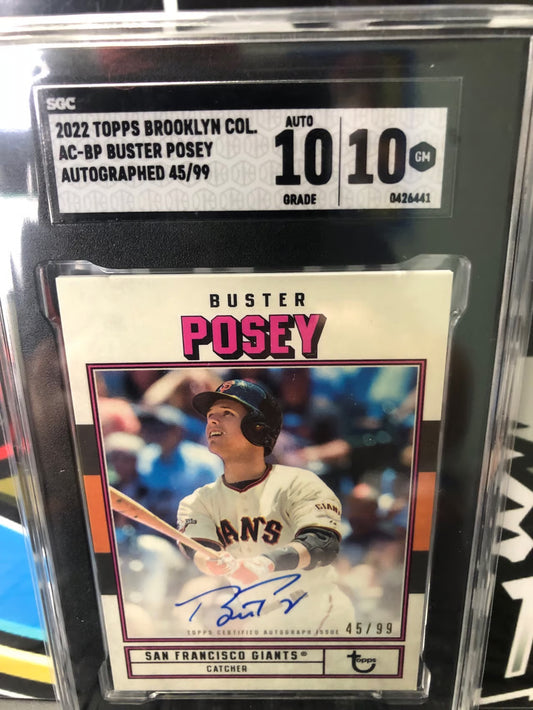 SGC
2022 TOPPS BROOKLYN COL.
AC-BP BUSTER POSEY
AUTOGRAPHED 45/99
AUTO
10
GRADE
10
GM
0426441
BUSTER
POSEY
GIANTS
GIAN
TOPPS CERTIFIED AUTOGRAPH ISSUE
45/99
SAN FRANCISCO GIANTS®
CATCHER
topps